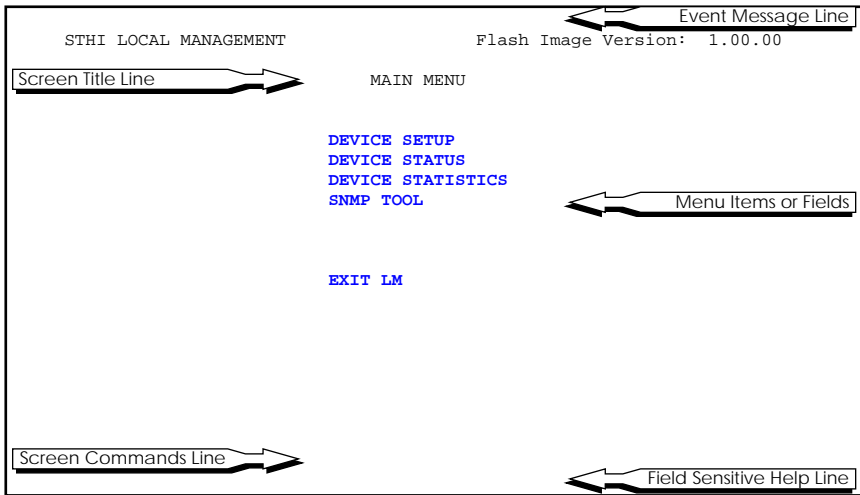 Event Message Line
STHI LOCAL MANAGEMENT Flash Image Version: 1.00.00
Screen Title Line
MAIN MENU
DEVICE SETUP
DEVICE STATUS
DEVICE STATISTICS
SNMP TOOL
Menu Items or Fields
EXIT LM
Screen Commands Line
Field Sensitive Help Line